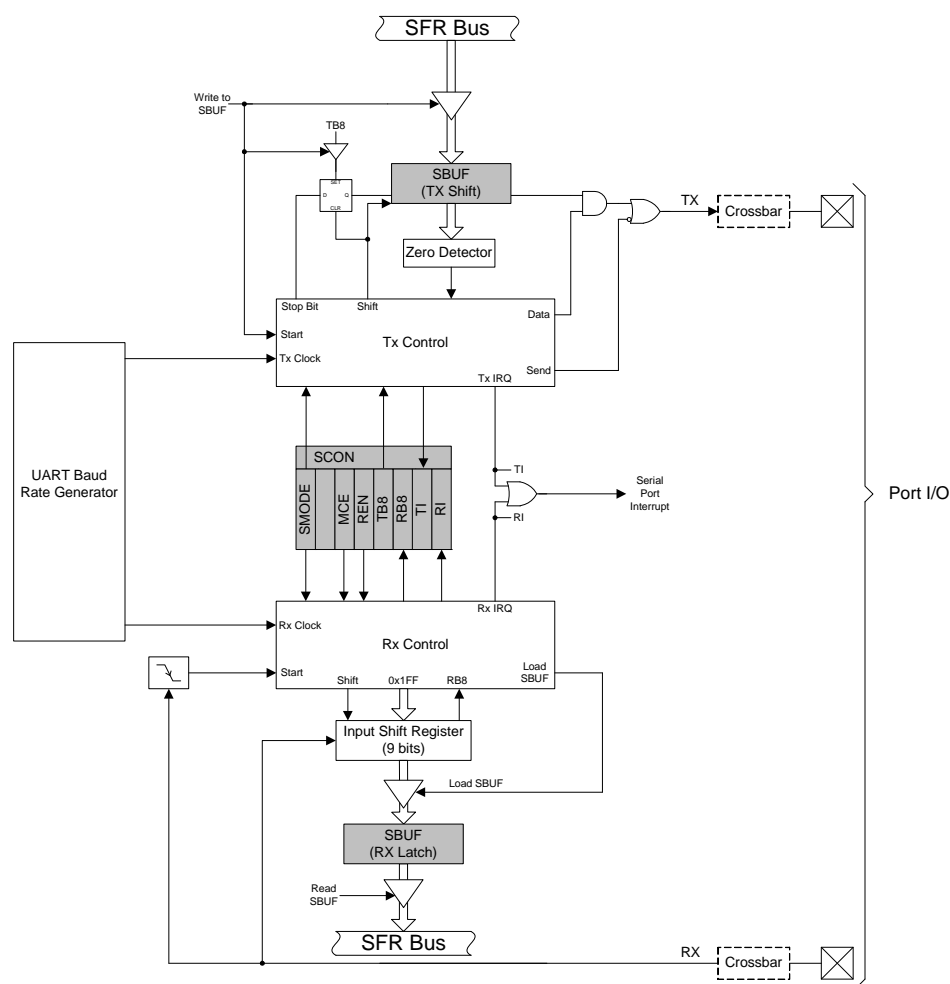 SFR Bus
Write to
SBUF
TB8
SET
D
Q
CLR
SBUF
(TX Shift)
TX
Crossbar
Zero Detector
Stop Bit
Shift
Data
Start
Tx Control
Tx Clock
Send
Tx IRQ
UART Baud
Rate Generator
SCON
SMODE
MCE
REN
TB8
RB8
TI
RI
TI
RI
Serial
Port
Interrupt
Port I/O
Rx IRQ
Rx Clock
Rx Control
Start
Load
SBUF
Shift
0x1FF
RB8
Input Shift Register
(9 bits)
Load SBUF
SBUF
(RX Latch)
Read
SBUF
SFR Bus
RX
Crossbar